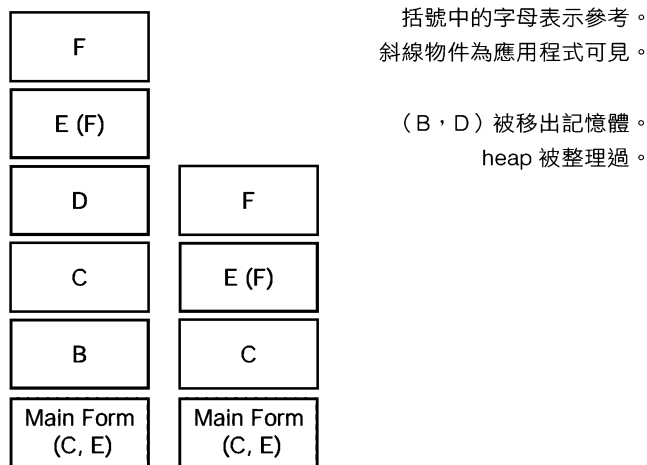 F
E (F)
D
C
B
Main Form
(C, E)
F
E (F)
C
Main Form
(C, E)
括號中的字母表示參考。
斜線物件為應用程式可見。
（B，D）被移出記憶體。
heap 被整理過。